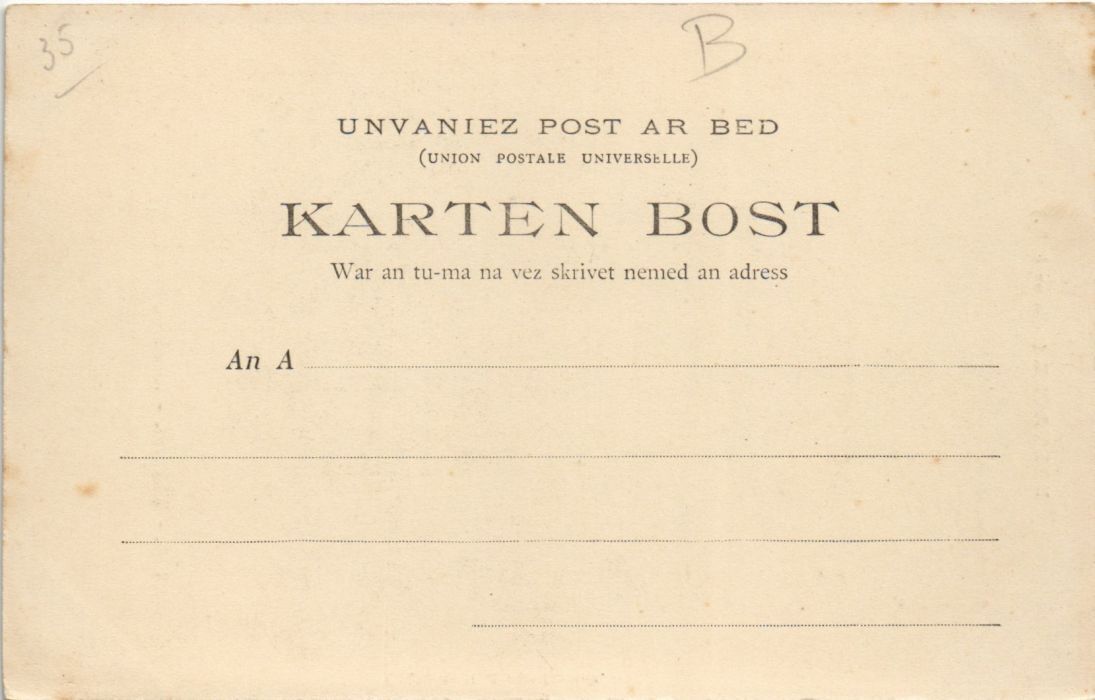 35
B
UNVANIEZ POST AR BED
(UNION POSTALE UNIVERSELLE)
KARTEN BOST
War an tu-ma na vez skrivet nemed an adress
An A